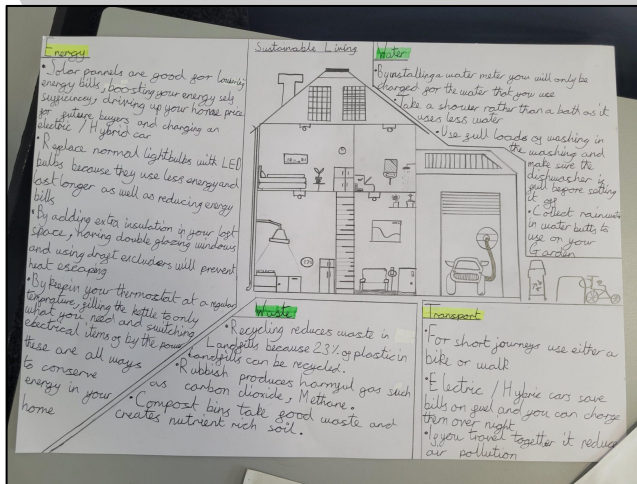 Energy
• Solar pannels are good for lowering
energy bills, boosting your energy self
suffiency, driving up your home price
for future buyers and charging an
electric / Hybrid car
• Replace normal lightbulbs with LED
bulbs because they use less energy and
last longer as well as reducing energy
bills
• By adding extra insulation in your loft
space, having double glazing windows
and using draft excluders will prevent
heat escaping
• By keepin your thermostat at a regular
temperature, filling the kettle to only
what you need and switching
electrical items of by the power
these are all ways
to conserve
energy in your
home
Sustainable Living
Water
• By installing a water meter you will only be
charged for the water that you use
• Take a shower rather than a bath as it
uses less water
• Use full loads of washing in
the washing and
make sure the
dishwasher is
full before setting
it off
• Collect rainwater
in water butts to
use on your
Garden
Waste
• Recycling reduces waste in
Landfills because 23% of plastic in
landfills can be recycled.
• Rubbish produces harmful gas such
as carbon dioxide, Methane.
• Compost bins take food waste and
creates nutrient rich soil.
Transport
• For short journeys use either a
bike or walk
• Electric / Hybric cars save
bills on fuel and you can charge
them over night
• If you travel together it reduce
air pollution